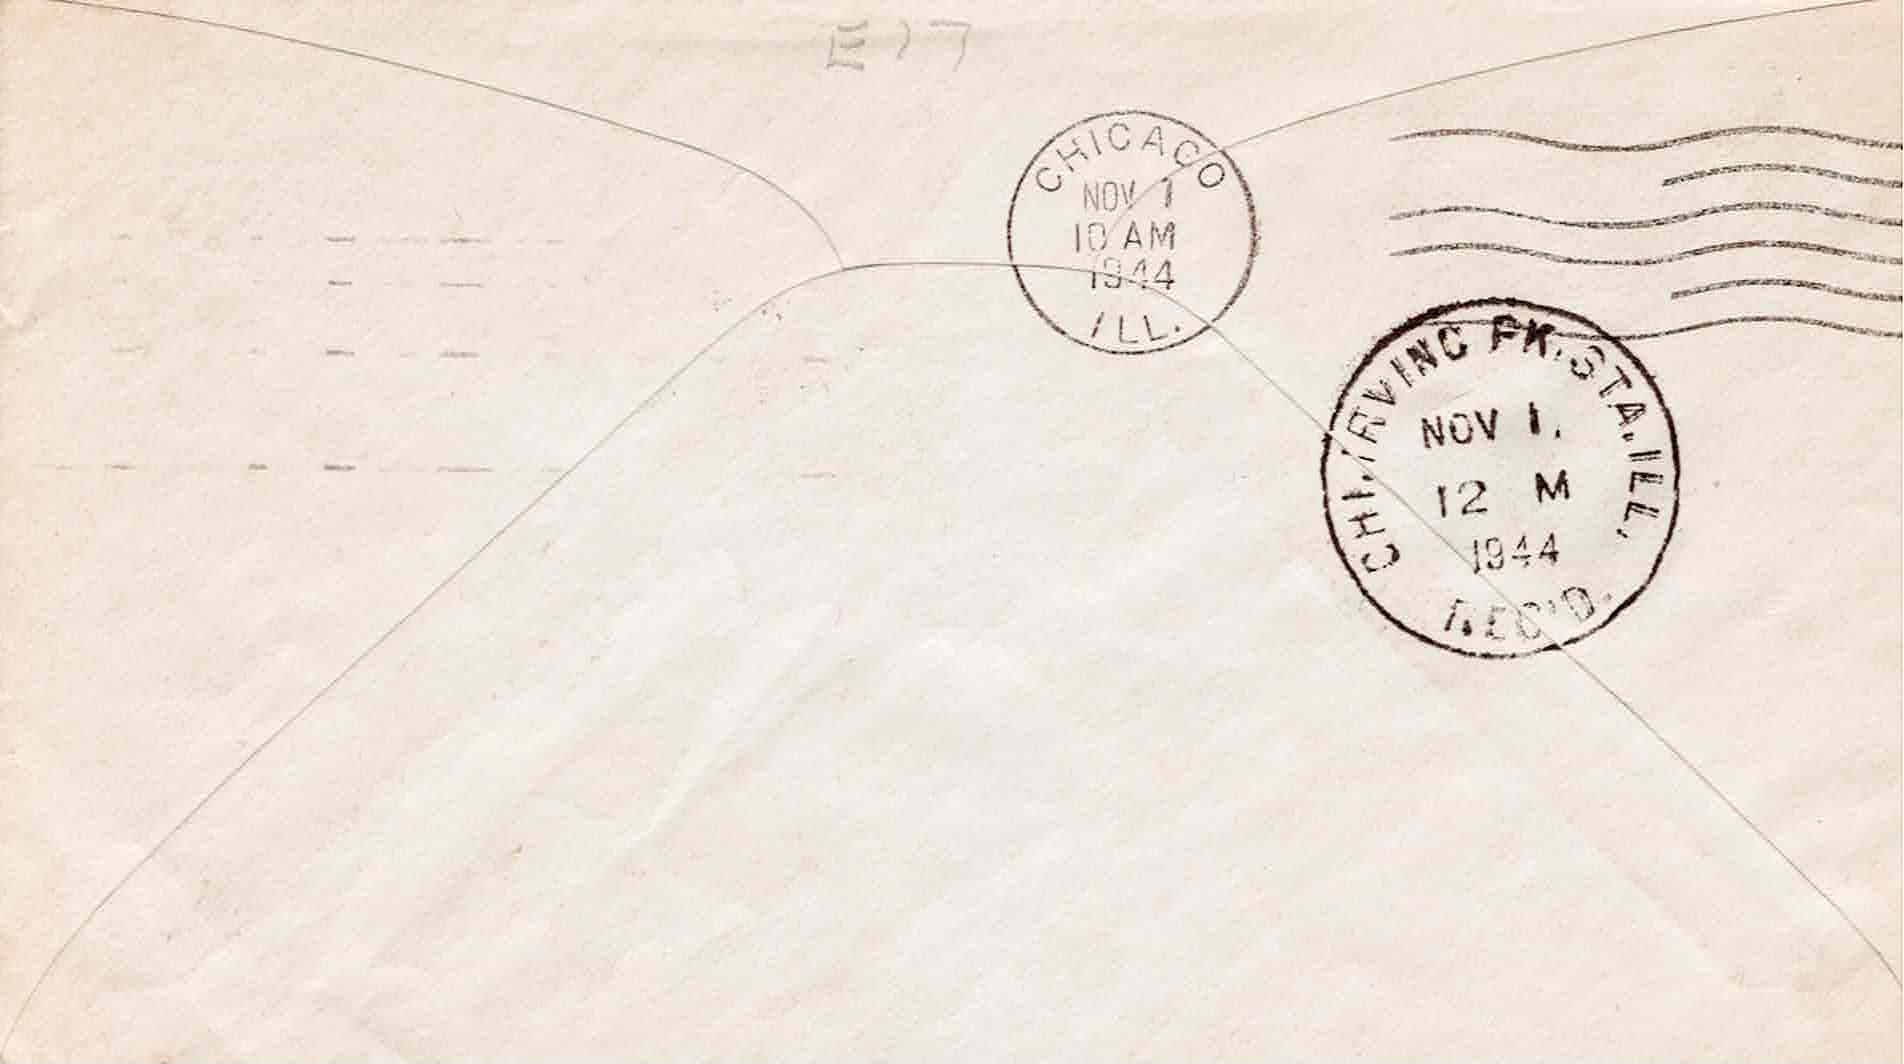 E17
CHICAGO
NOV 1
10 AM
1944
ILL.
CHI. IRVING PK. STA. ILL.
NOV 1.
12 M
1944
REC'D.